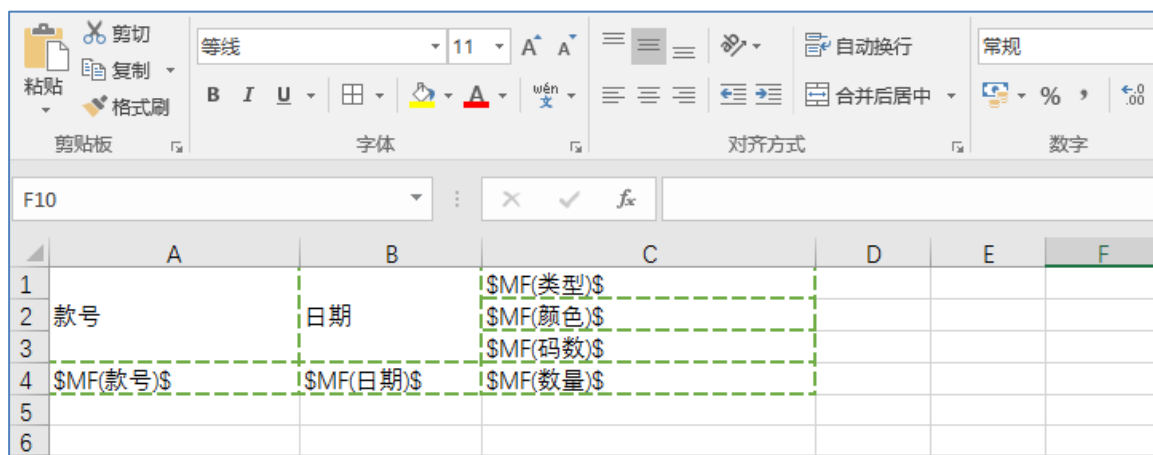 剪切
复制
格式刷
粘贴
剪贴板
等线 11 A A
B I U A wén 文
字体
自动换行
合并后居中
对齐方式
常规
% , .0 .00
数字
F10 fx
A B C D E F
1 $MF(类型)$
2 款号 日期 $MF(颜色)$
3 $MF(码数)$
4 $MF(款号)$ $MF(日期)$ $MF(数量)$
5
6